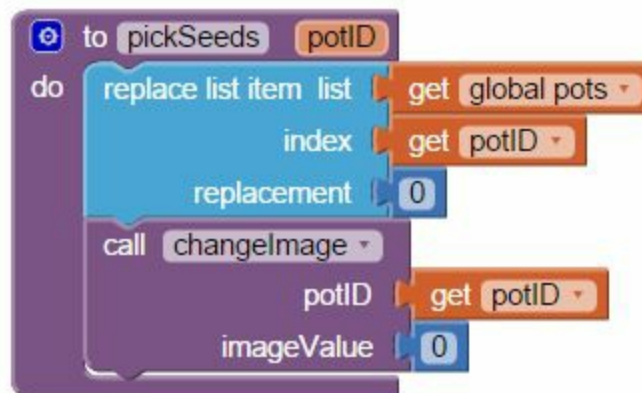 to pickSeeds potID
do replace list item list get global pots
index get potID
replacement 0
call changeImage
potID get potID
imageValue 0